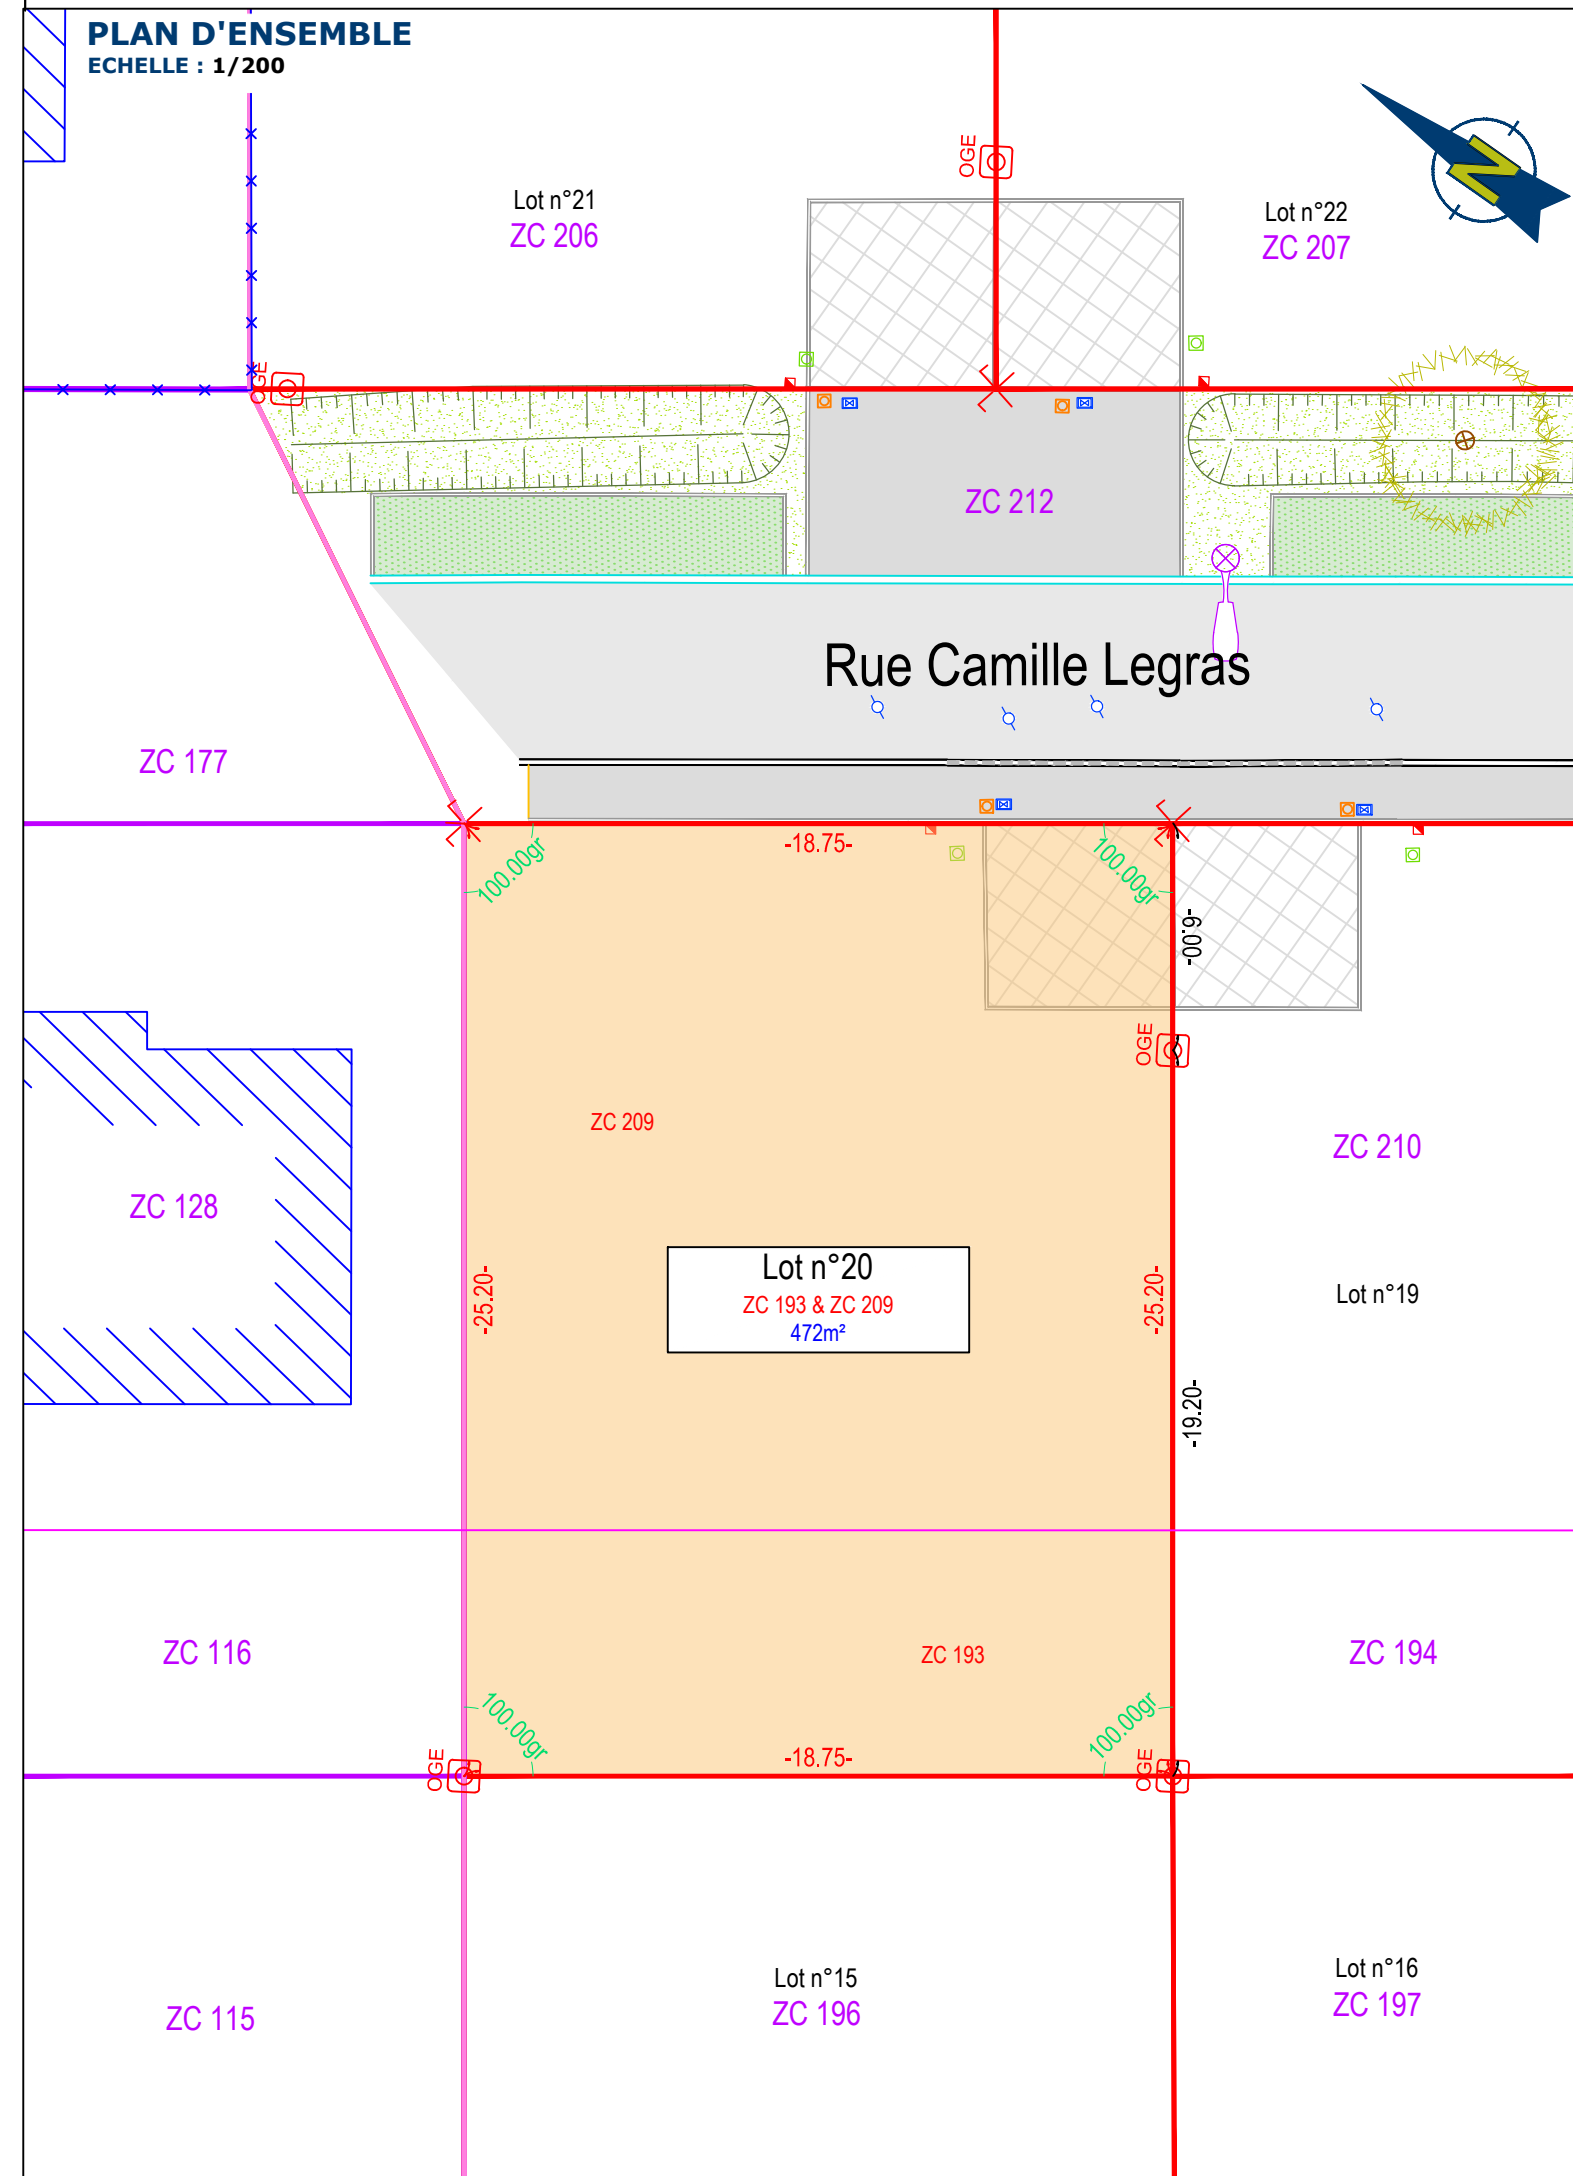 PLAN D'ENSEMBLE
ECHELLE : 1/200
N
OGE
Lot n°21
ZC 206
Lot n°22
ZC 207
OGE
ZC 212
Rue Camille Legras
ZC 177
-18.75-
100.00gr
100.00gr
-6.00-
OGE
ZC 209
ZC 210
ZC 128
Lot n°20
ZC 193 & ZC 209
472m²
-25.20-
-25.20-
Lot n°19
-19.20-
ZC 116
ZC 193
ZC 194
100.00gr
100.00gr
-18.75-
OGE
OGE
Lot n°15
ZC 196
Lot n°16
ZC 197
ZC 115